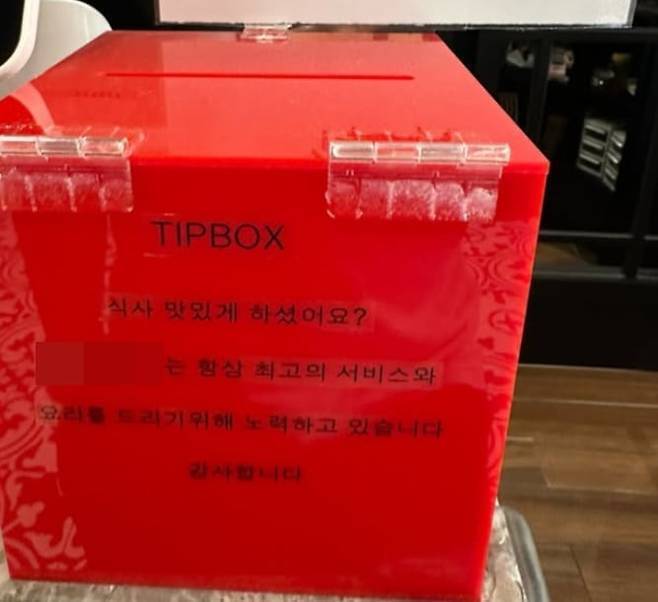 TIPBOX
식사 맛있게 하셨어요?
는 항상 최고의 서비스와
요리를 드리기위해 노력하고 있습니다
감사합니다